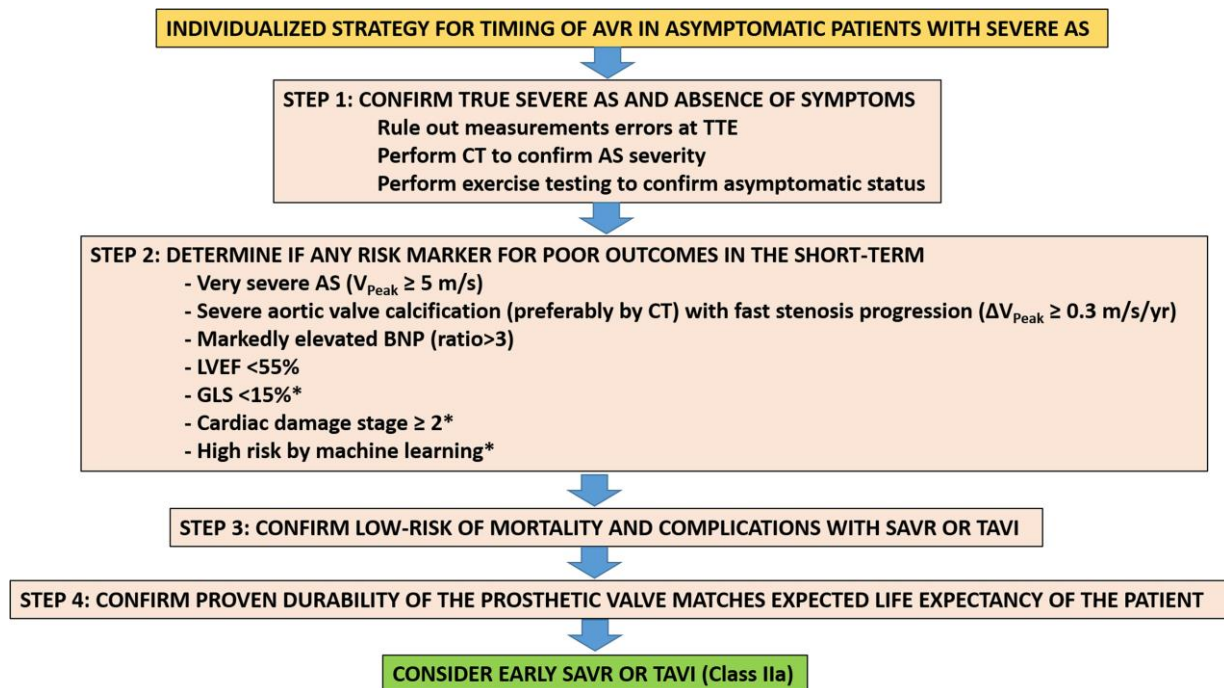 INDIVIDUALIZED STRATEGY FOR TIMING OF AVR IN ASYMPTOMATIC PATIENTS WITH SEVERE AS
STEP 1: CONFIRM TRUE SEVERE AS AND ABSENCE OF SYMPTOMS
Rule out measurements errors at TTE
Perform CT to confirm AS severity
Perform exercise testing to confirm asymptomatic status
STEP 2: DETERMINE IF ANY RISK MARKER FOR POOR OUTCOMES IN THE SHORT-TERM
- Very severe AS (VPeak ≥ 5 m/s)
- Severe aortic valve calcification (preferably by CT) with fast stenosis progression (ΔVPeak ≥ 0.3 m/s/yr)
- Markedly elevated BNP (ratio>3)
- LVEF <55%
- GLS <15%*
- Cardiac damage stage ≥ 2*
- High risk by machine learning*
STEP 3: CONFIRM LOW-RISK OF MORTALITY AND COMPLICATIONS WITH SAVR OR TAVI
STEP 4: CONFIRM PROVEN DURABILITY OF THE PROSTHETIC VALVE MATCHES EXPECTED LIFE EXPECTANCY OF THE PATIENT
CONSIDER EARLY SAVR OR TAVI (Class IIa)